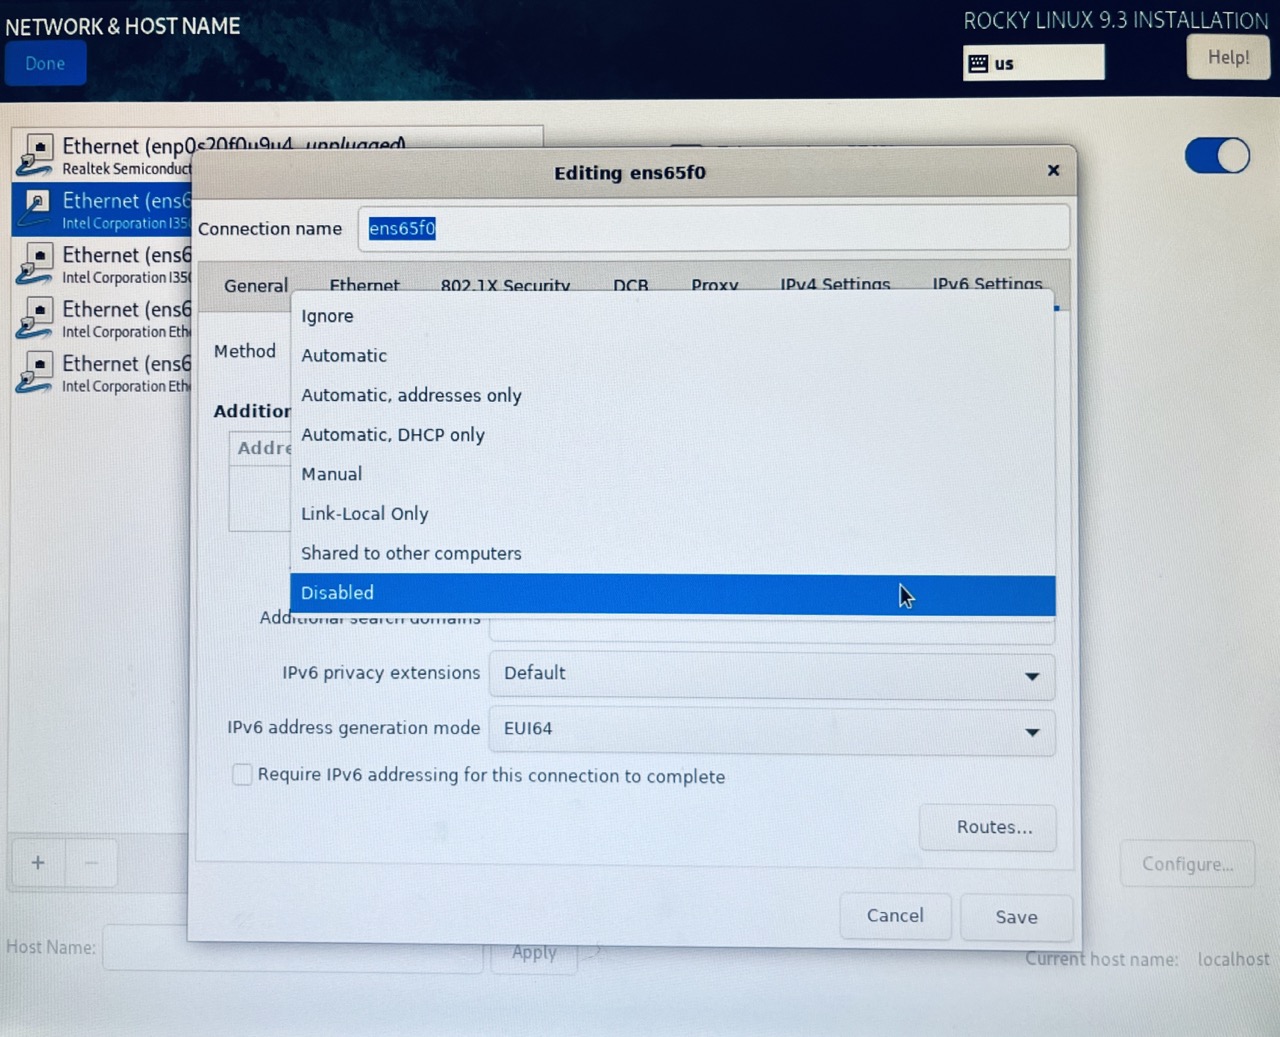 NETWORK & HOST NAME
ROCKY LINUX 9.3 INSTALLATION
Done
us
Help!
Ethernet (enp0s20f0u9u4, unplugged)
Realtek Semiconduct
Ethernet (ens6
Intel Corporation I350
Ethernet (ens6
Intel Corporation I350
Ethernet (ens6
Intel Corporation Eth
Ethernet (ens6
Intel Corporation Eth
Editing ens65f0
Connection name
ens65f0
General
Ethernet
802.1X Security
DCB
Proxy
IPv4 Settings
IPv6 Settings
Method
Ignore
Automatic
Automatic, addresses only
Automatic, DHCP only
Manual
Link-Local Only
Shared to other computers
Disabled
Addition
Addre
Additional search domains
IPv6 privacy extensions
Default
IPv6 address generation mode
EUI64
Require IPv6 addressing for this connection to complete
Routes...
Cancel
Save
+
−
Configure...
Host Name:
Apply
Current host name:
localhost